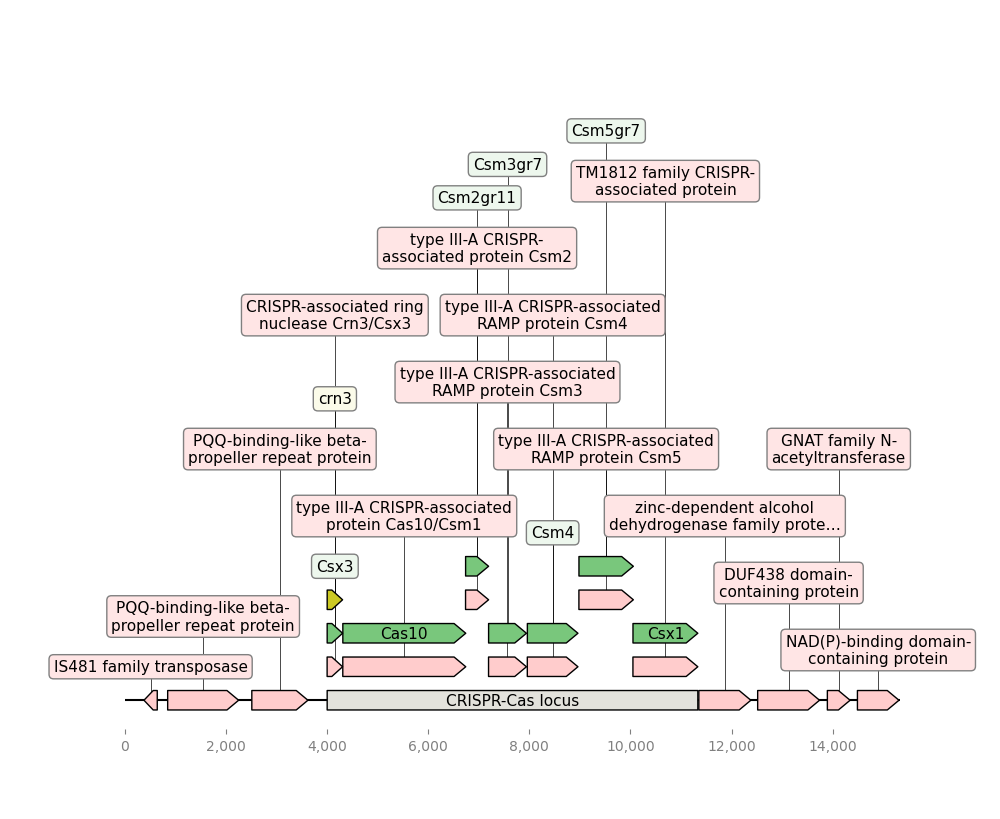 Csm5gr7
Csm3gr7
TM1812 family CRISPR-
associated protein
Csm2gr11
type III-A CRISPR-
associated protein Csm2
CRISPR-associated ring
nuclease Crn3/Csx3
type III-A CRISPR-associated
RAMP protein Csm4
type III-A CRISPR-associated
RAMP protein Csm3
crn3
PQQ-binding-like beta-
propeller repeat protein
type III-A CRISPR-associated
RAMP protein Csm5
GNAT family N-
acetyltransferase
type III-A CRISPR-associated
protein Cas10/Csm1
zinc-dependent alcohol
dehydrogenase family prote…
Csm4
Csx3
DUF438 domain-
containing protein
PQQ-binding-like beta-
propeller repeat protein
Cas10
Csx1
NAD(P)-binding domain-
containing protein
IS481 family transposase
CRISPR-Cas locus
0
2,000
4,000
6,000
8,000
10,000
12,000
14,000